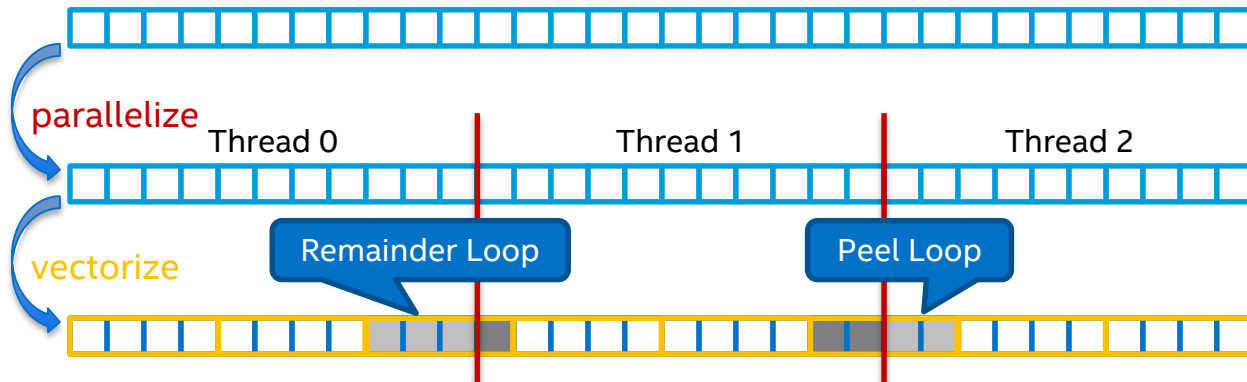 parallelize
Thread 0
Thread 1
Thread 2
Remainder Loop
Peel Loop
vectorize